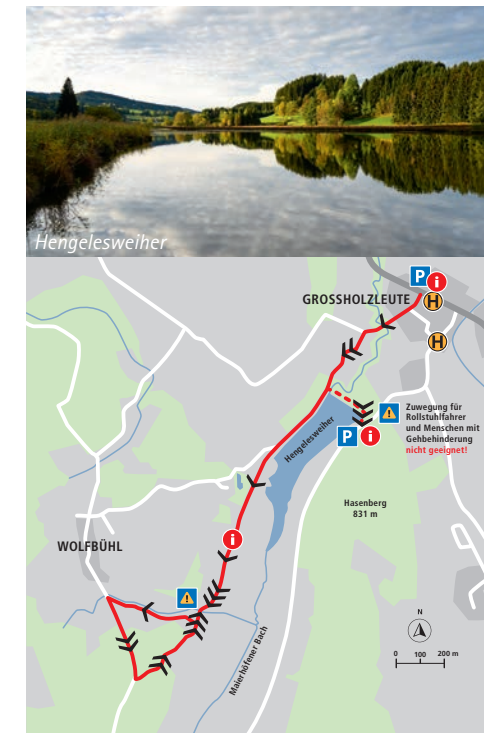 Hengelesweiher
P
i
GROSSHOLZLEUTE
H
H
Zuwegung für
Rollstuhlfahrer
und Menschen mit
Gehbehinderung
nicht geeignet!
P
i
Hengelesweiher
Hasenberg
831 m
i
WOLFBÜHL
Maierhöfener Bach
N
0 100 200 m